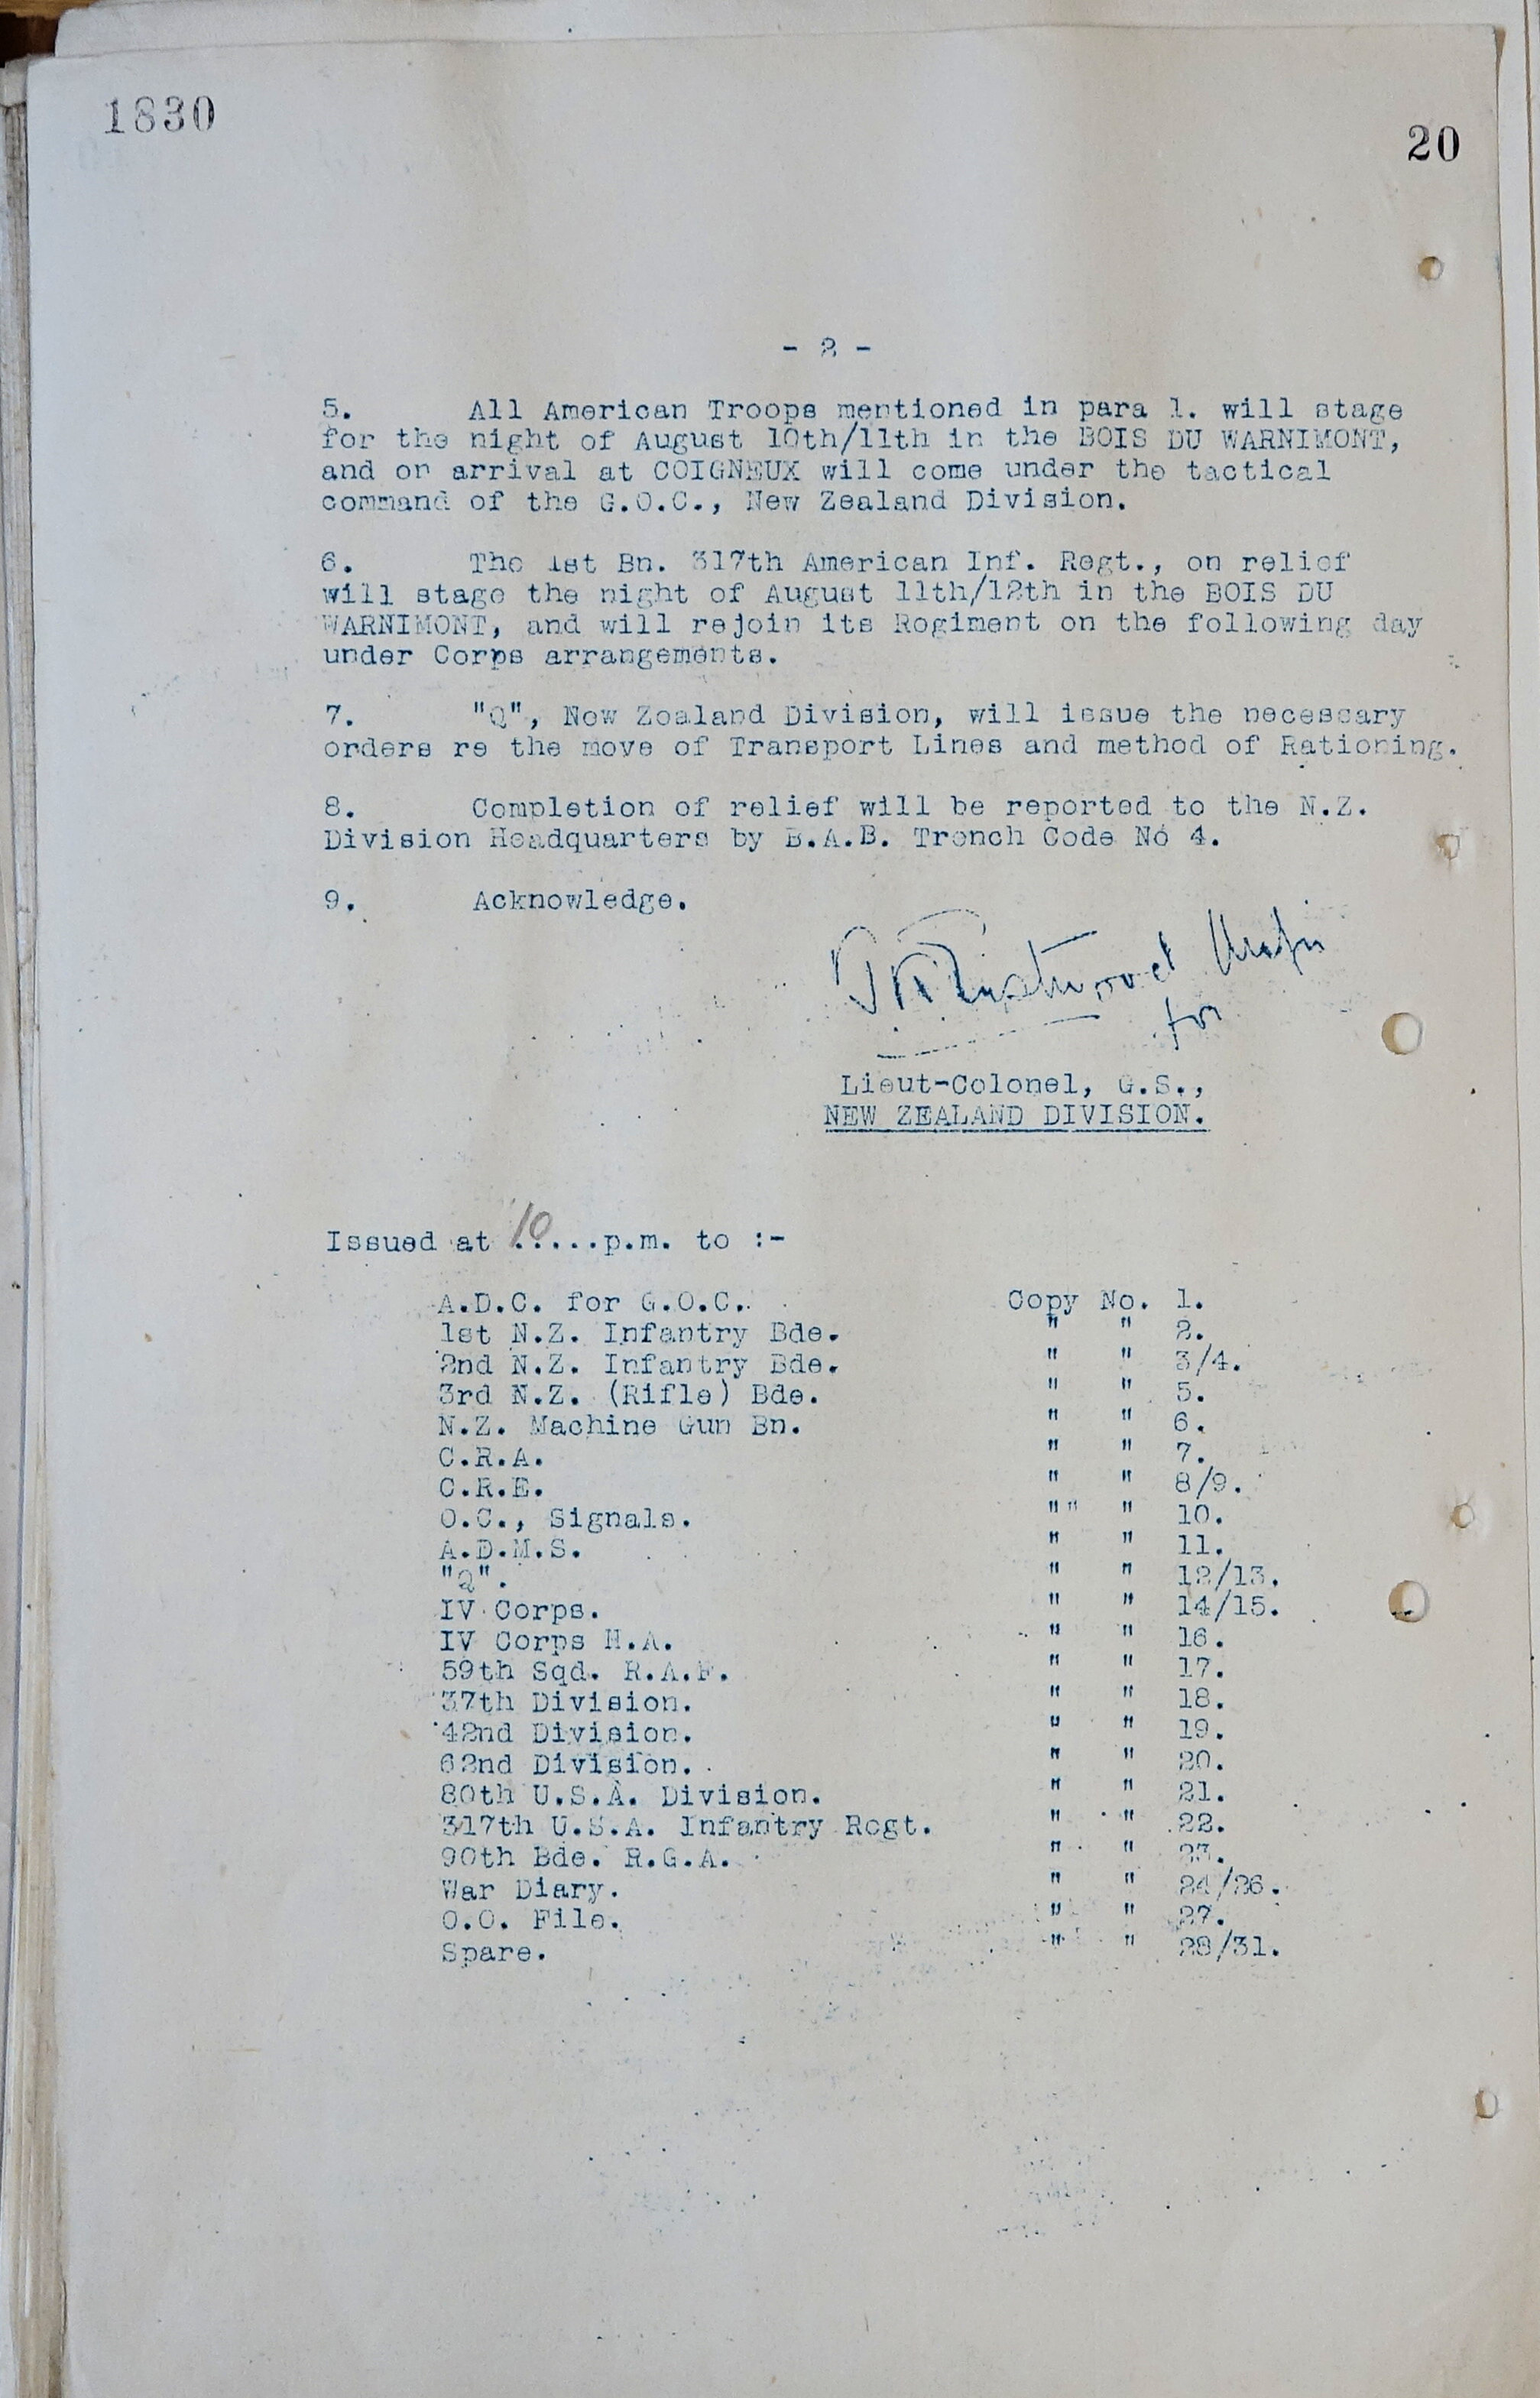 1830
20
- 2 -
5. All American Troops mentioned in para 1. will stage
for the night of August 10th/11th in the BOIS DU WARNIMONT,
and on arrival at COIGNEUX will come under the tactical
command of the G.O.C., New Zealand Division.
6. The 1st Bn. 317th American Inf. Regt., on relief
will stage the night of August 11th/12th in the BOIS DU
WARNIMONT, and will rejoin its Regiment on the following day
under Corps arrangements.
7. "Q", New Zealand Division, will issue the necessary
orders re the move of Transport Lines and method of Rationing.
8. Completion of relief will be reported to the N.Z.
Division Headquarters by B.A.B. Trench Code No 4.
9. Acknowledge.
for
Lieut-Colonel, G.S.,
NEW ZEALAND DIVISION.
Issued at 10.....p.m. to :-
A.D.C. for G.O.C. Copy No. 1.
1st N.Z. Infantry Bde. " " 2.
2nd N.Z. Infantry Bde. " " 3/4.
3rd N.Z. (Rifle) Bde. " " 5.
N.Z. Machine Gun Bn. " " 6.
C.R.A. " " 7.
C.R.E. " " 8/9.
O.C., Signals. "" " 10.
A.D.M.S. " " 11.
"Q". " " 12/13.
IV Corps. " " 14/15.
IV Corps H.A. " " 16.
59th Sqd. R.A.F. " " 17.
37th Division. " " 18.
42nd Division. " " 19.
62nd Division. " " 20.
80th U.S.A. Division. " " 21.
317th U.S.A. Infantry Regt. " " 22.
90th Bde. R.G.A. " " 23.
War Diary. " " 24/26.
O.O. File. " " 27.
Spare. " " 28/31.